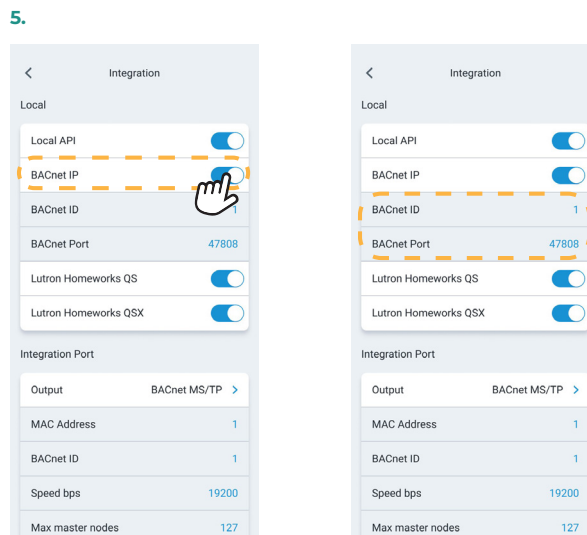 5.
Integration
Local
Local API
BACnet IP
BACnet ID 1
BACnet Port 47808
Lutron Homeworks QS
Lutron Homeworks QSX
Integration Port
Output BACnet MS/TP >
MAC Address 1
BACnet ID 1
Speed bps 19200
Max master nodes 127
Integration
Local
Local API
BACnet IP
BACnet ID 1
BACnet Port 47808
Lutron Homeworks QS
Lutron Homeworks QSX
Integration Port
Output BACnet MS/TP >
MAC Address 1
BACnet ID 1
Speed bps 19200
Max master nodes 127